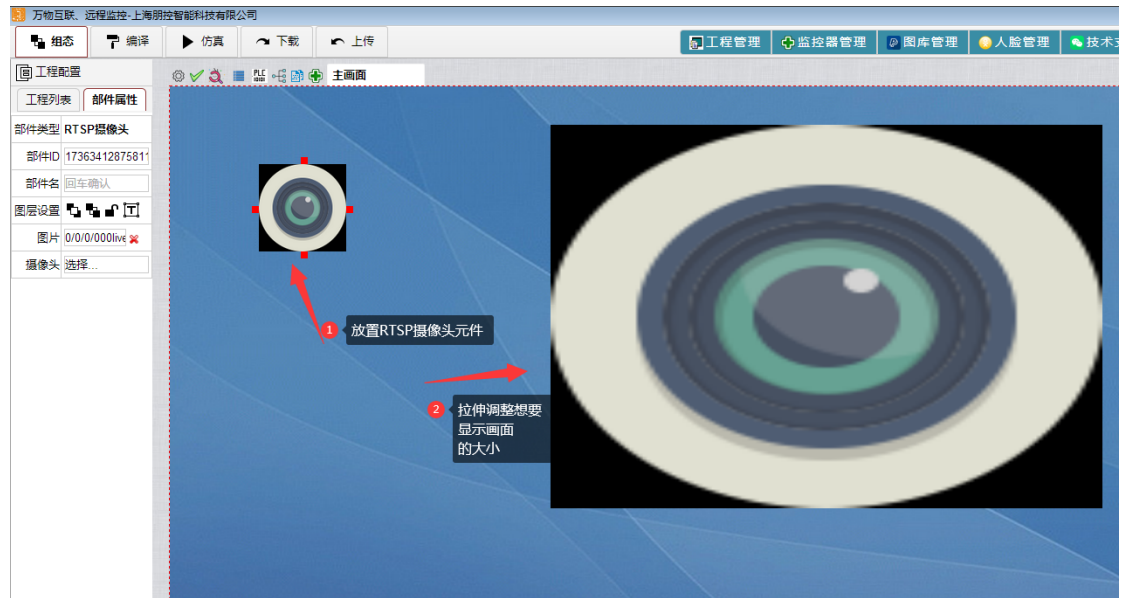 万物互联、远程监控-上海朋控智能科技有限公司
组态 编译 仿真 下载 上传 工程管理 监控器管理 图库管理 人脸管理 技术
工程配置
PLC 主画面
工程列表 部件属性
部件类型 RTSP摄像头
部件ID 17363412875811
部件名 回车确认
图层设置
图片 0/0/0/000live
摄像头 选择...
1 放置RTSP摄像头元件
2 拉伸调整想要
显示画面
的大小